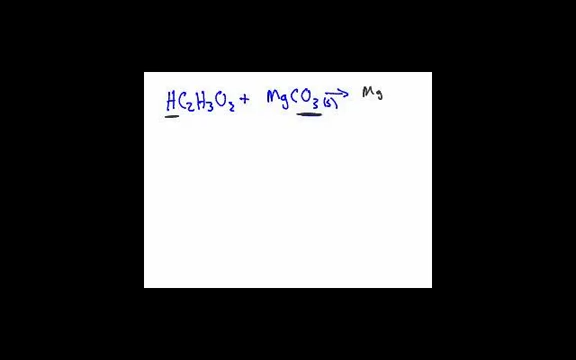 HC₂H₃O₂ + MgCO₃(s) → Mg